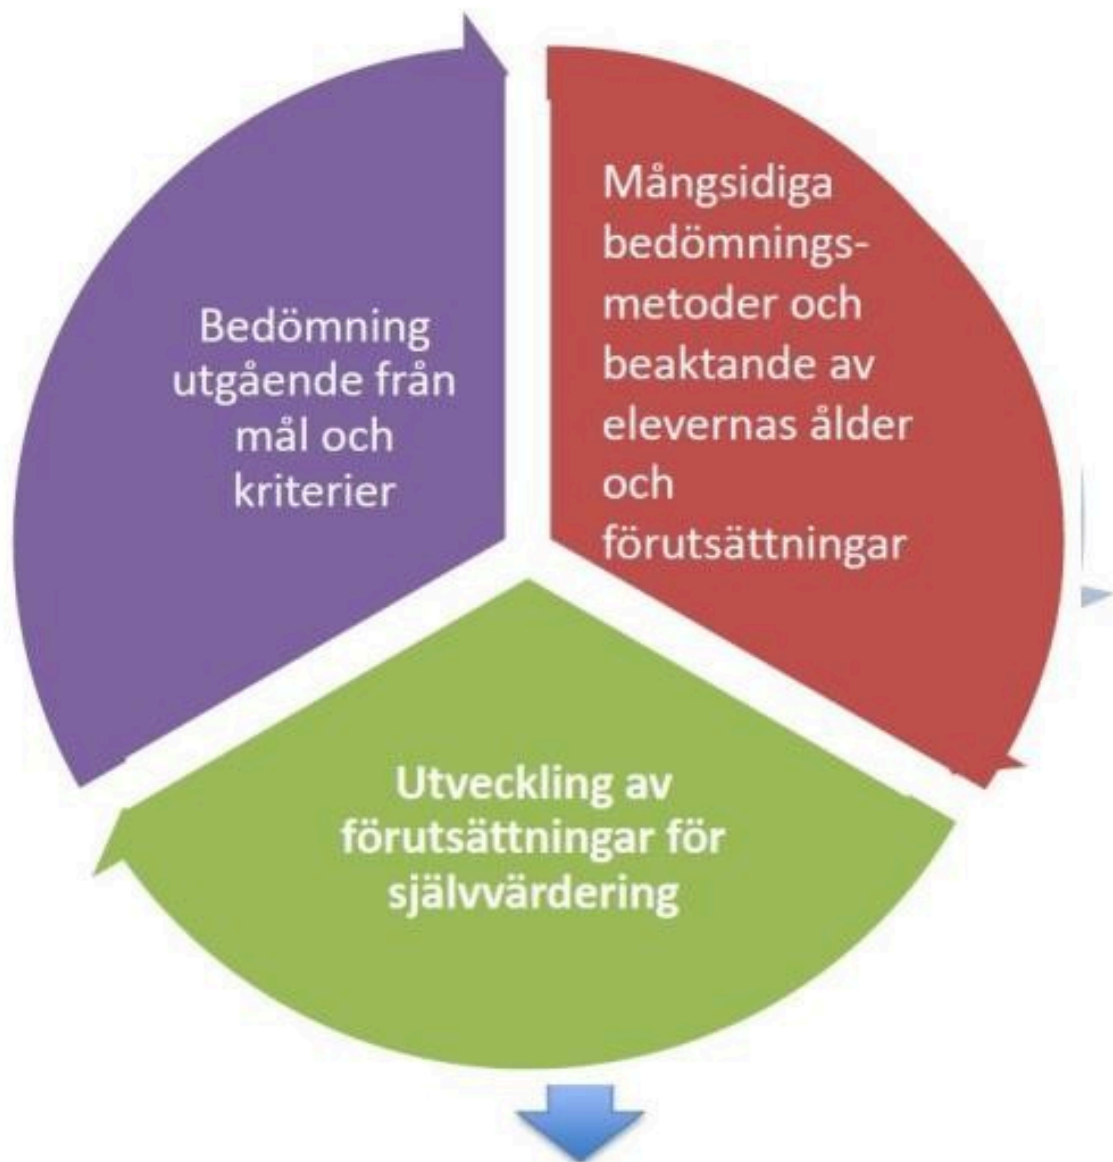 Bedömning
utgående från
mål och
kriterier
Mångsidiga
bedömnings-
metoder och
beaktande av
elevernas ålder
och
förutsättningar
Utveckling av
förutsättningar för
självvärdering